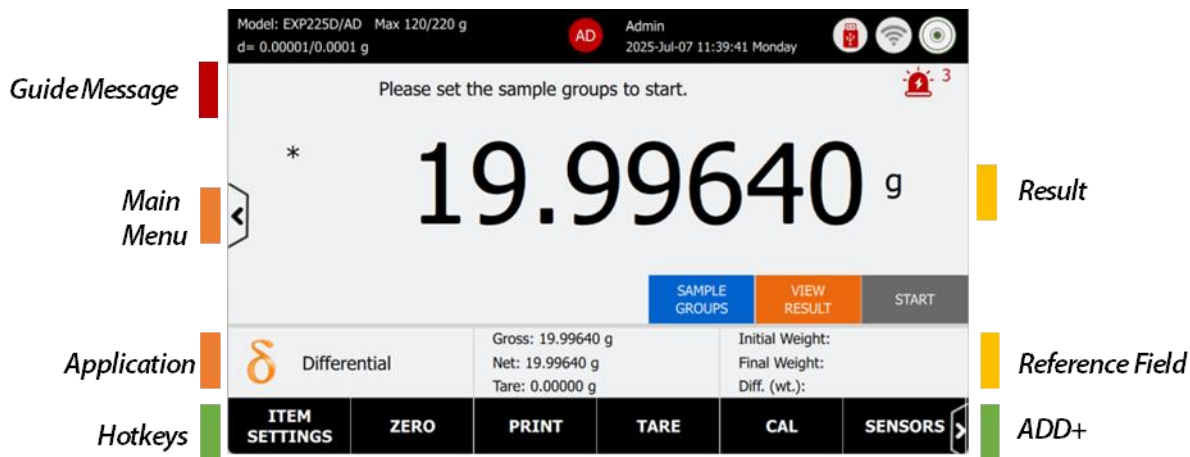 Model: EXP225D/AD Max 120/220 g
d= 0.00001/0.0001 g
AD
Admin
2025-Jul-07 11:39:41 Monday
Guide Message
Please set the sample groups to start.
3
*
19.99640 g
Main
Menu
Result
SAMPLE
GROUPS
VIEW
RESULT
START
Application
δ
Differential
Gross: 19.99640 g
Net: 19.99640 g
Tare: 0.00000 g
Initial Weight:
Final Weight:
Diff. (wt.):
Reference Field
Hotkeys
ITEM
SETTINGS
ZERO
PRINT
TARE
CAL
SENSORS
ADD+